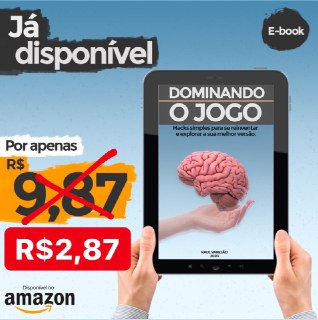 Já
disponível
E-book
DOMINANDO
O JOGO
Hacks simples para se reinventar
e explorar a sua melhor versão.
Por apenas
R$
9,87
R$2,87
Disponível no
amazon